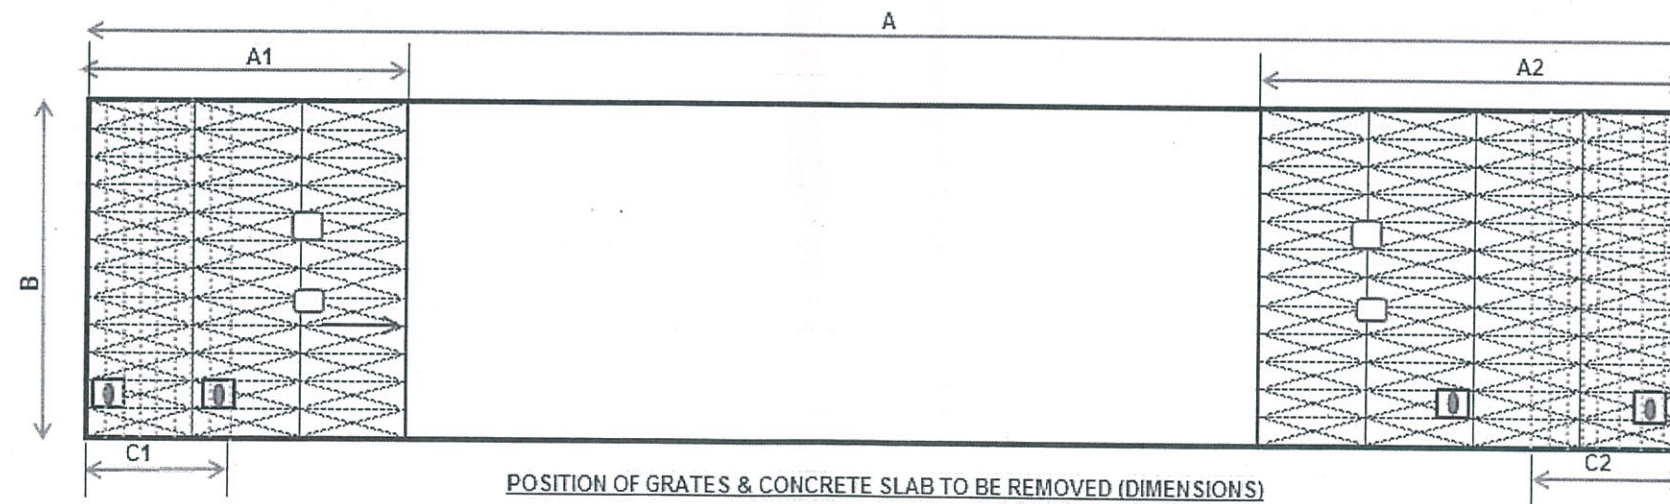 A
A1
A2
B
C1
C2
POSITION OF GRATES & CONCRETE SLAB TO BE REMOVED (DIMENSIONS)